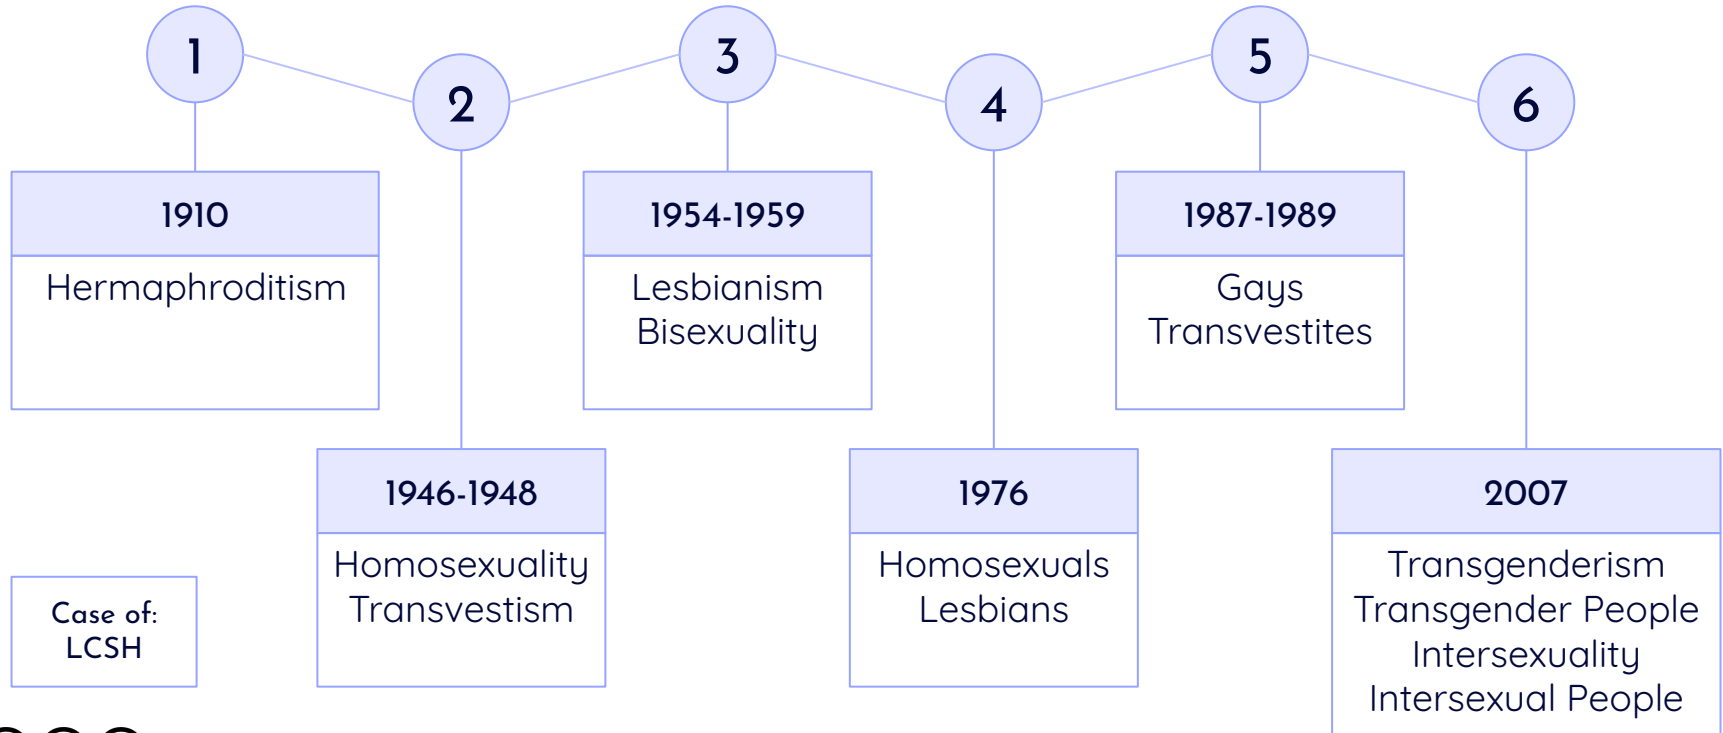 1
2
3
4
5
6
1910
Hermaphroditism
1946-1948
Homosexuality
Transvestism
1954-1959
Lesbianism
Bisexuality
1976
Homosexuals
Lesbians
1987-1989
Gays
Transvestites
2007
Transgenderism
Transgender People
Intersexuality
Intersexual People
Case of:
LCSH